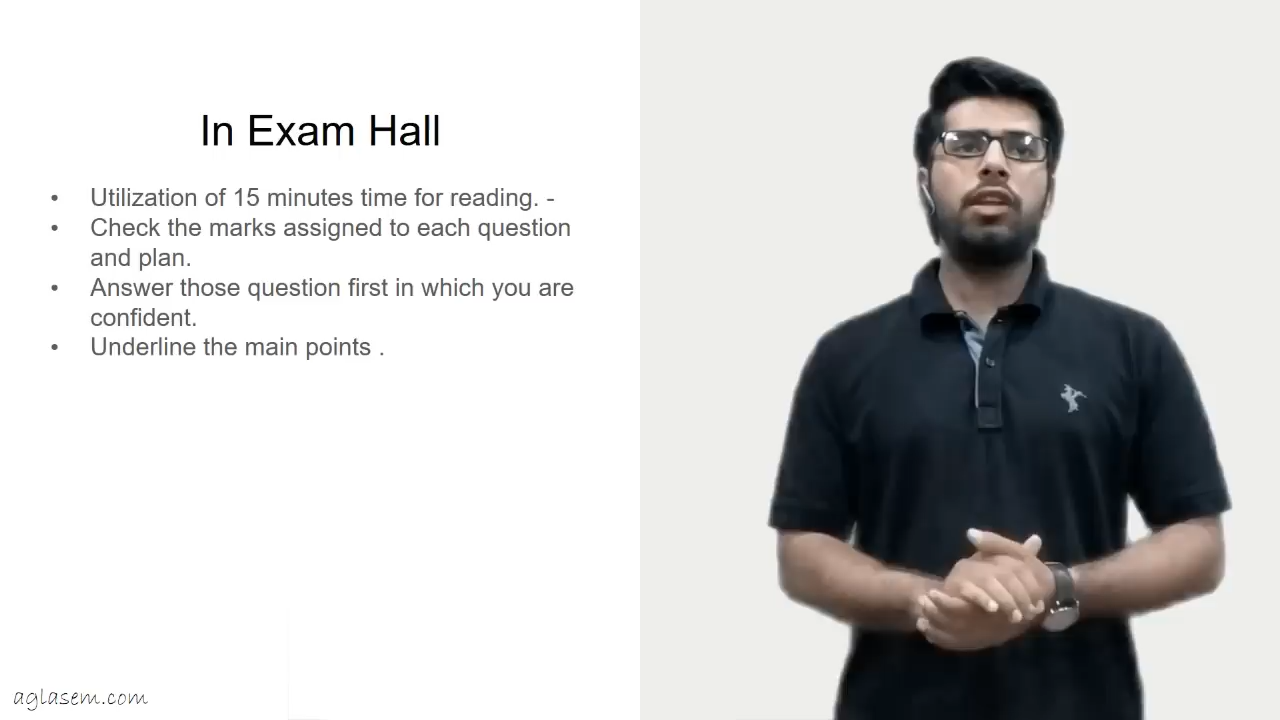 In Exam Hall
• Utilization of 15 minutes time for reading. -
• Check the marks assigned to each question
and plan.
• Answer those question first in which you are
confident.
• Underline the main points .
aglasem.com